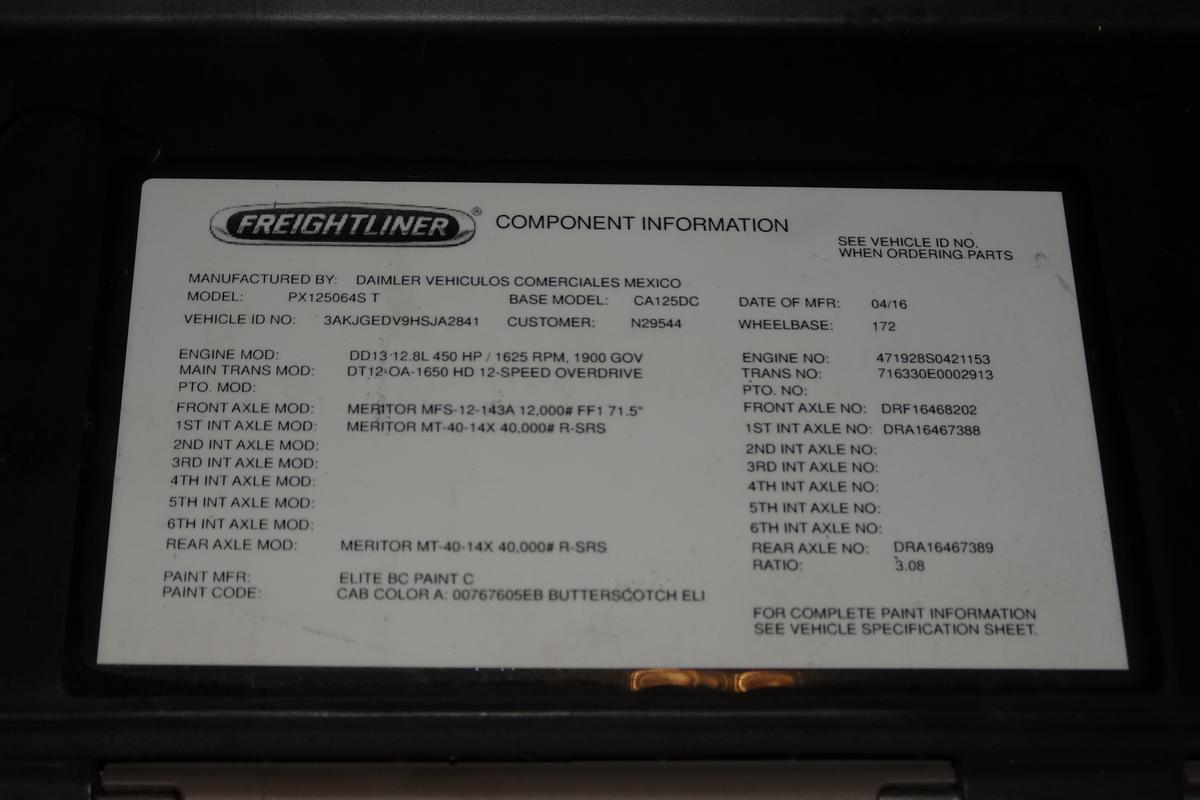 FREIGHTLINER® COMPONENT INFORMATION
SEE VEHICLE ID NO.
WHEN ORDERING PARTS
MANUFACTURED BY: DAIMLER VEHICULOS COMERCIALES MEXICO
MODEL: PX125064S T BASE MODEL: CA125DC DATE OF MFR: 04/16
VEHICLE ID NO: 3AKJGEDV9HSJA2841 CUSTOMER: N29544 WHEELBASE: 172
ENGINE MOD: DD13 12.8L 450 HP / 1625 RPM, 1900 GOV ENGINE NO: 471928S0421153
MAIN TRANS MOD: DT12-OA-1650 HD 12-SPEED OVERDRIVE TRANS NO: 716330E0002913
PTO. MOD: PTO. NO:
FRONT AXLE MOD: MERITOR MFS-12-143A 12,000# FF1 71.5" FRONT AXLE NO: DRF16468202
1ST INT AXLE MOD: MERITOR MT-40-14X 40,000# R-SRS 1ST INT AXLE NO: DRA16467388
2ND INT AXLE MOD: 2ND INT AXLE NO:
3RD INT AXLE MOD: 3RD INT AXLE NO:
4TH INT AXLE MOD: 4TH INT AXLE NO:
5TH INT AXLE MOD: 5TH INT AXLE NO:
6TH INT AXLE MOD: 6TH INT AXLE NO:
REAR AXLE MOD: MERITOR MT-40-14X 40,000# R-SRS REAR AXLE NO: DRA16467389
RATIO: 3.08
PAINT MFR: ELITE BC PAINT C
PAINT CODE: CAB COLOR A: 00767605EB BUTTERSCOTCH ELI
FOR COMPLETE PAINT INFORMATION
SEE VEHICLE SPECIFICATION SHEET.